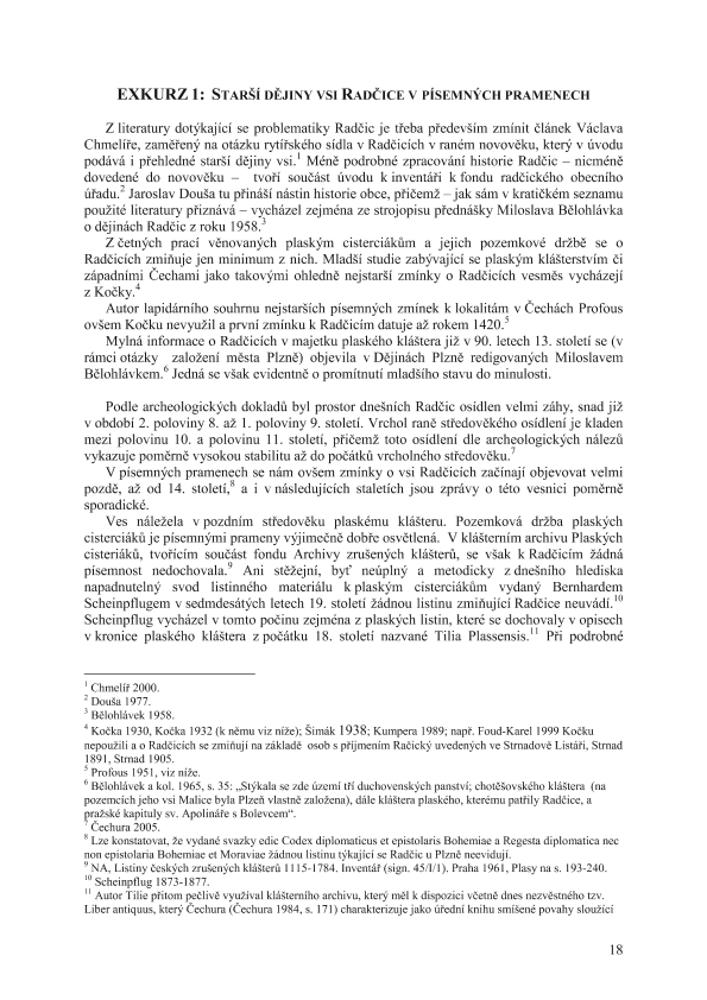 EXKURZ 1: STARŠÍ DĚJINY VSI RADČICE V PÍSEMNÝCH PRAMENECH
Z literatury dotýkající se problematiky Radčic je třeba především zmínit článek Václava
Chmelíře, zaměřený na otázku rytířského sídla v Radčicích v raném novověku, který v úvodu
podává i přehledné starší dějiny vsi.1 Méně podrobné zpracování historie Radčic – nicméně
dovedené do novověku – tvoří součást úvodu k inventáři k fondu radčického obecního
úřadu.2 Jaroslav Douša tu přináší nástin historie obce, přičemž – jak sám v kratičkém seznamu
použité literatury přiznává – vycházel zejména ze strojopisu přednášky Miloslava Bělohlávka
o dějinách Radčic z roku 1958.3
Z četných prací věnovaných plaským cisterciákům a jejich pozemkové držbě se o
Radčicích zmiňuje jen minimum z nich. Mladší studie zabývající se plaským klášterstvím či
západními Čechami jako takovými ohledně nejstarší zmínky o Radčicích vesměs vycházejí
z Kočky.4
Autor lapidárního souhrnu nejstarších písemných zmínek k lokalitám v Čechách Profous
ovšem Kočku nevyužil a první zmínku k Radčicím datuje až rokem 1420.5
Mylná informace o Radčicích v majetku plaského kláštera již v 90. letech 13. století se (v
rámci otázky založení města Plzně) objevila v Dějinách Plzně redigovaných Miloslavem
Bělohlávkem.6 Jedná se však evidentně o promítnutí mladšího stavu do minulosti.
Podle archeologických dokladů byl prostor dnešních Radčic osídlen velmi záhy, snad již
v období 2. poloviny 8. až 1. poloviny 9. století. Vrchol raně středověkého osídlení je kladen
mezi polovinu 10. a polovinu 11. století, přičemž toto osídlení dle archeologických nálezů
vykazuje poměrně vysokou stabilitu až do počátků vrcholného středověku.7
V písemných pramenech se nám ovšem zmínky o vsi Radčicích začínají objevovat velmi
pozdě, až od 14. století,8 a i v následujících staletích jsou zprávy o této vesnici poměrně
sporadické.
Ves náležela v pozdním středověku plaskému klášteru. Pozemková držba plaských
cisterciáků je písemnými prameny výjimečně dobře osvětlená. V klášterním archivu Plaských
cisteriáků, tvořícím součást fondu Archivy zrušených klášterů, se však k Radčicím žádná
písemnost nedochovala.9 Ani stěžejní, byť neúplný a metodicky z dnešního hlediska
napadnutelný svod listinného materiálu k plaským cisterciákům vydaný Bernhardem
Scheinpflugem v sedmdesátých letech 19. století žádnou listinu zmiňující Radčice neuvádí.10
Scheinpflug vycházel v tomto počinu zejména z plaských listin, které se dochovaly v opisech
v kronice plaského kláštera z počátku 18. století nazvané Tilia Plassensis.11 Při podrobné
1 Chmelíř 2000.
2 Douša 1977.
3 Bělohlávek 1958.
4 Kočka 1930, Kočka 1932 (k němu viz níže); Šimák 1938; Kumpera 1989; např. Foud-Karel 1999 Kočku
nepoužili a o Radčicích se zmiňují na základě osob s příjmením Račický uvedených ve Strnadově Listáři, Strnad
1891, Strnad 1905.
5 Profous 1951, viz níže.
6 Bělohlávek a kol. 1965, s. 35: „Stýkala se zde území tří duchovenských panství; chotěšovského kláštera (na
pozemcích jeho vsi Malice byla Plzeň vlastně založena), dále kláštera plaského, kterému patřily Radčice, a
pražské kapituly sv. Apolináře s Bolevcem“.
7 Čechura 2005.
8 Lze konstatovat, že vydané svazky edic Codex diplomaticus et epistolaris Bohemiae a Regesta diplomatica nec
non epistolaria Bohemiae et Moraviae žádnou listinu týkající se Radčic u Plzně neevidují.
9 NA, Listiny českých zrušených klášterů 1115-1784. Inventář (sign. 45/I/1). Praha 1961, Plasy na s. 193-240.
10 Scheinpflug 1873-1877.
11 Autor Tilie přitom pečlivě využíval klášterního archivu, který měl k dispozici včetně dnes nezvěstného tzv.
Liber antiquus, který Čechura (Čechura 1984, s. 171) charakterizuje jako úřední knihu smíšené povahy sloužící
18